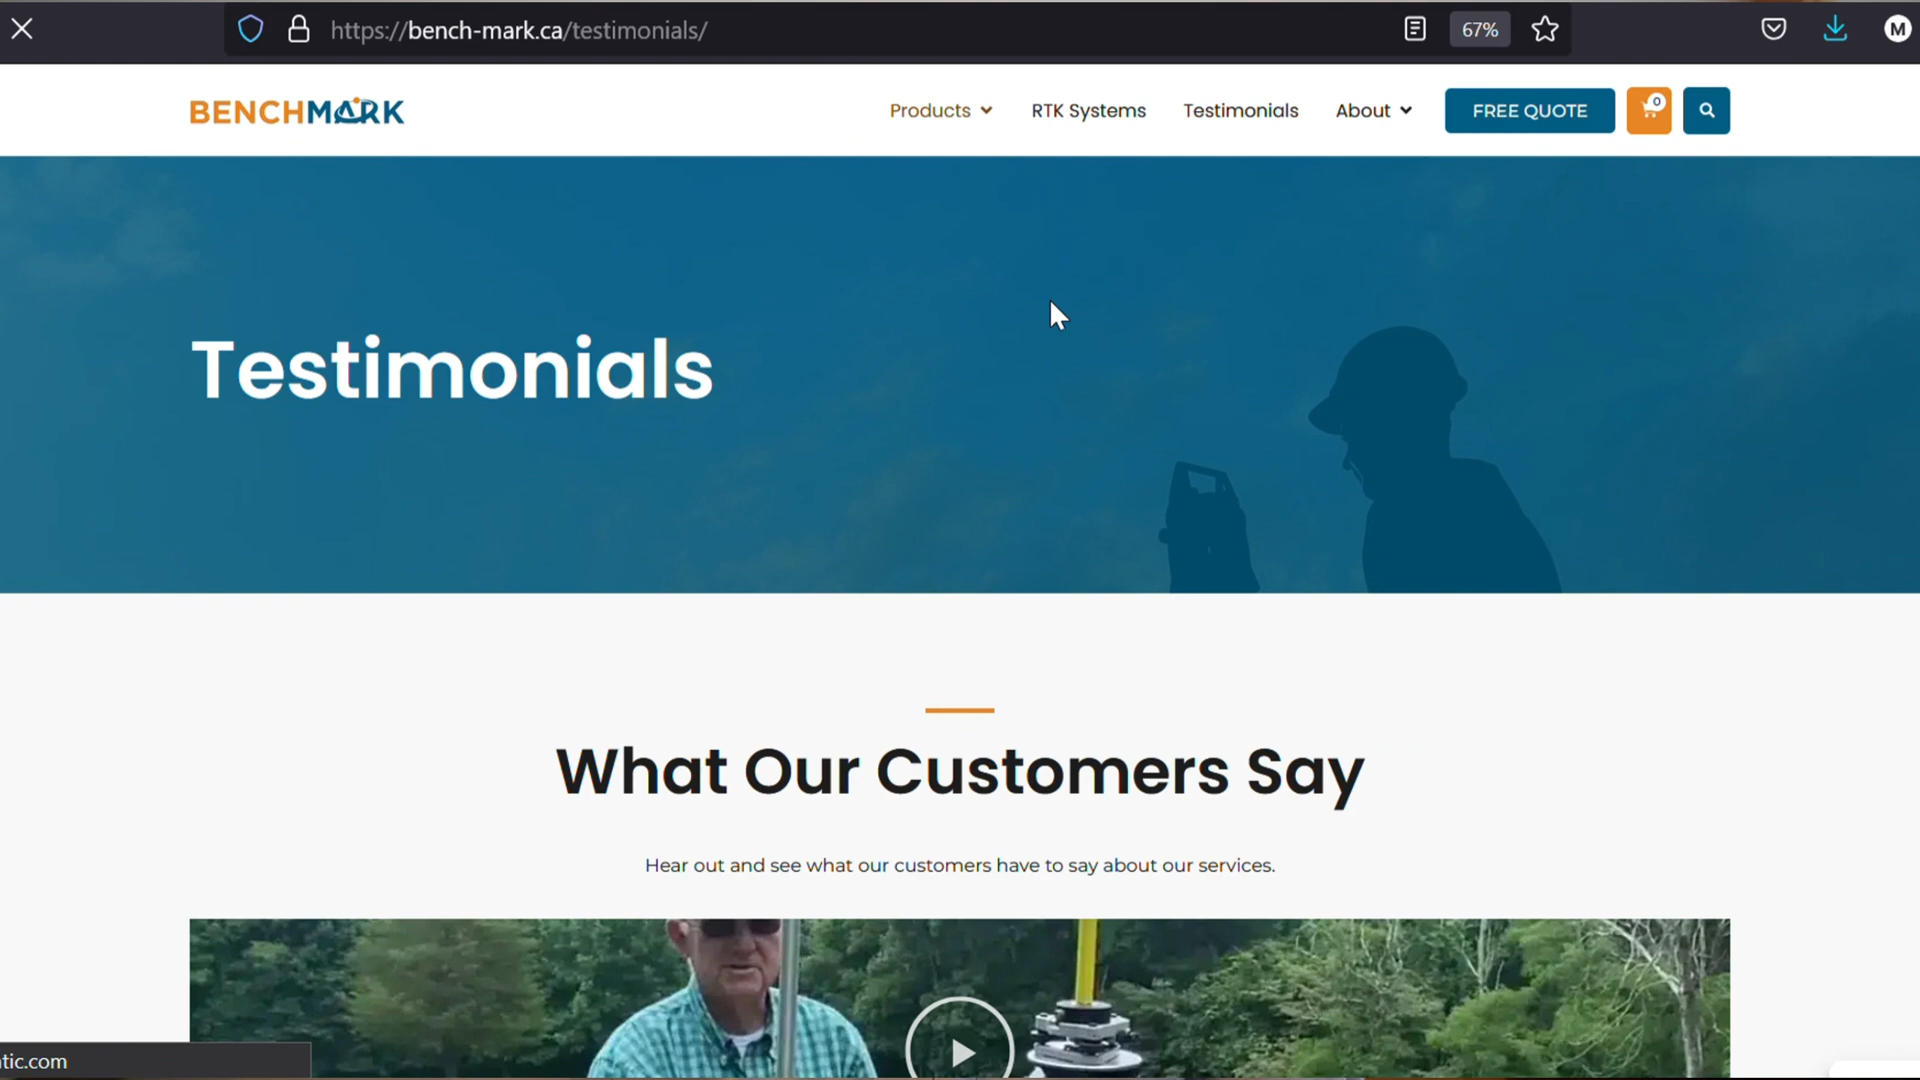 https://bench-mark.ca/testimonials/
67%
M
BENCHMARK
Products
RTK Systems
Testimonials
About
FREE QUOTE
0
Testimonials
What Our Customers Say
Hear out and see what our customers have to say about our services.
tic.com